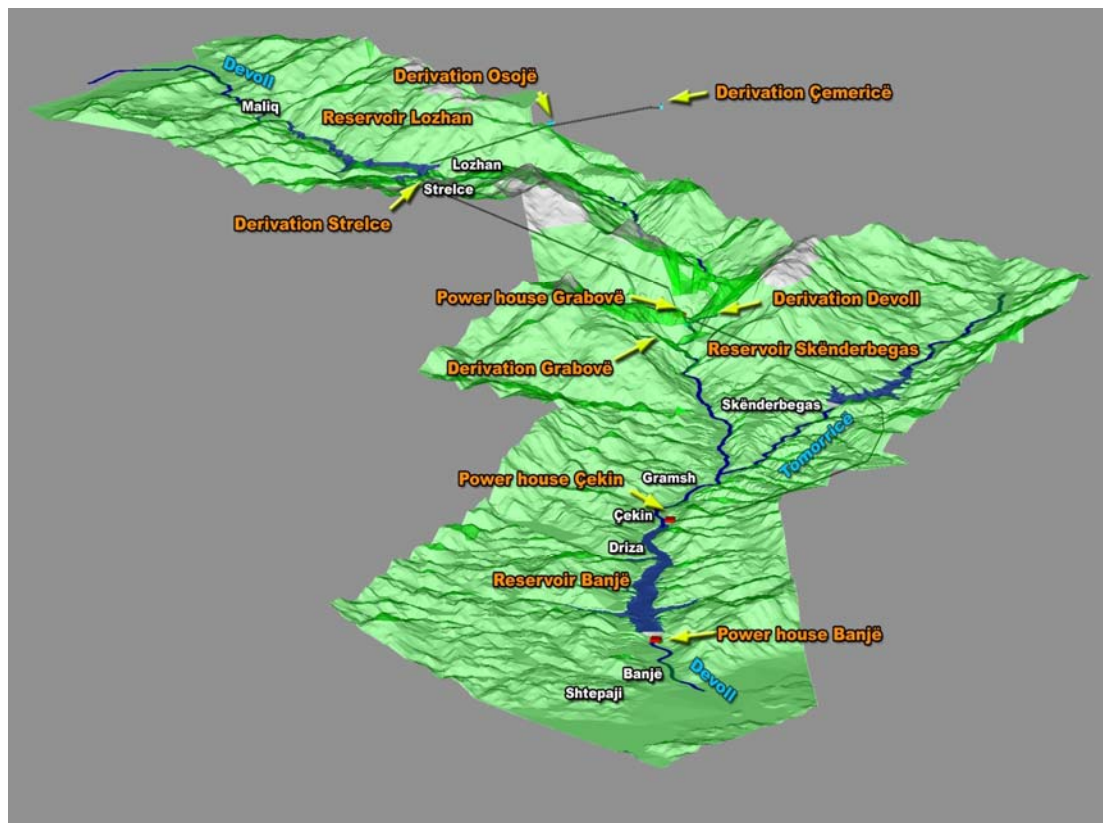 Devoll
Derivation Osojë
Derivation Çemericë
Maliq
Reservoir Lozhan
Lozhan
Strelce
Derivation Strelce
Power house Grabovë
Derivation Devoll
Reservoir Skënderbegas
Derivation Grabovë
Skënderbegas
Tomorricë
Power house Çekin
Gramsh
Çekin
Driza
Reservoir Banjë
Power house Banjë
Banjë
Devoll
Shtepaji